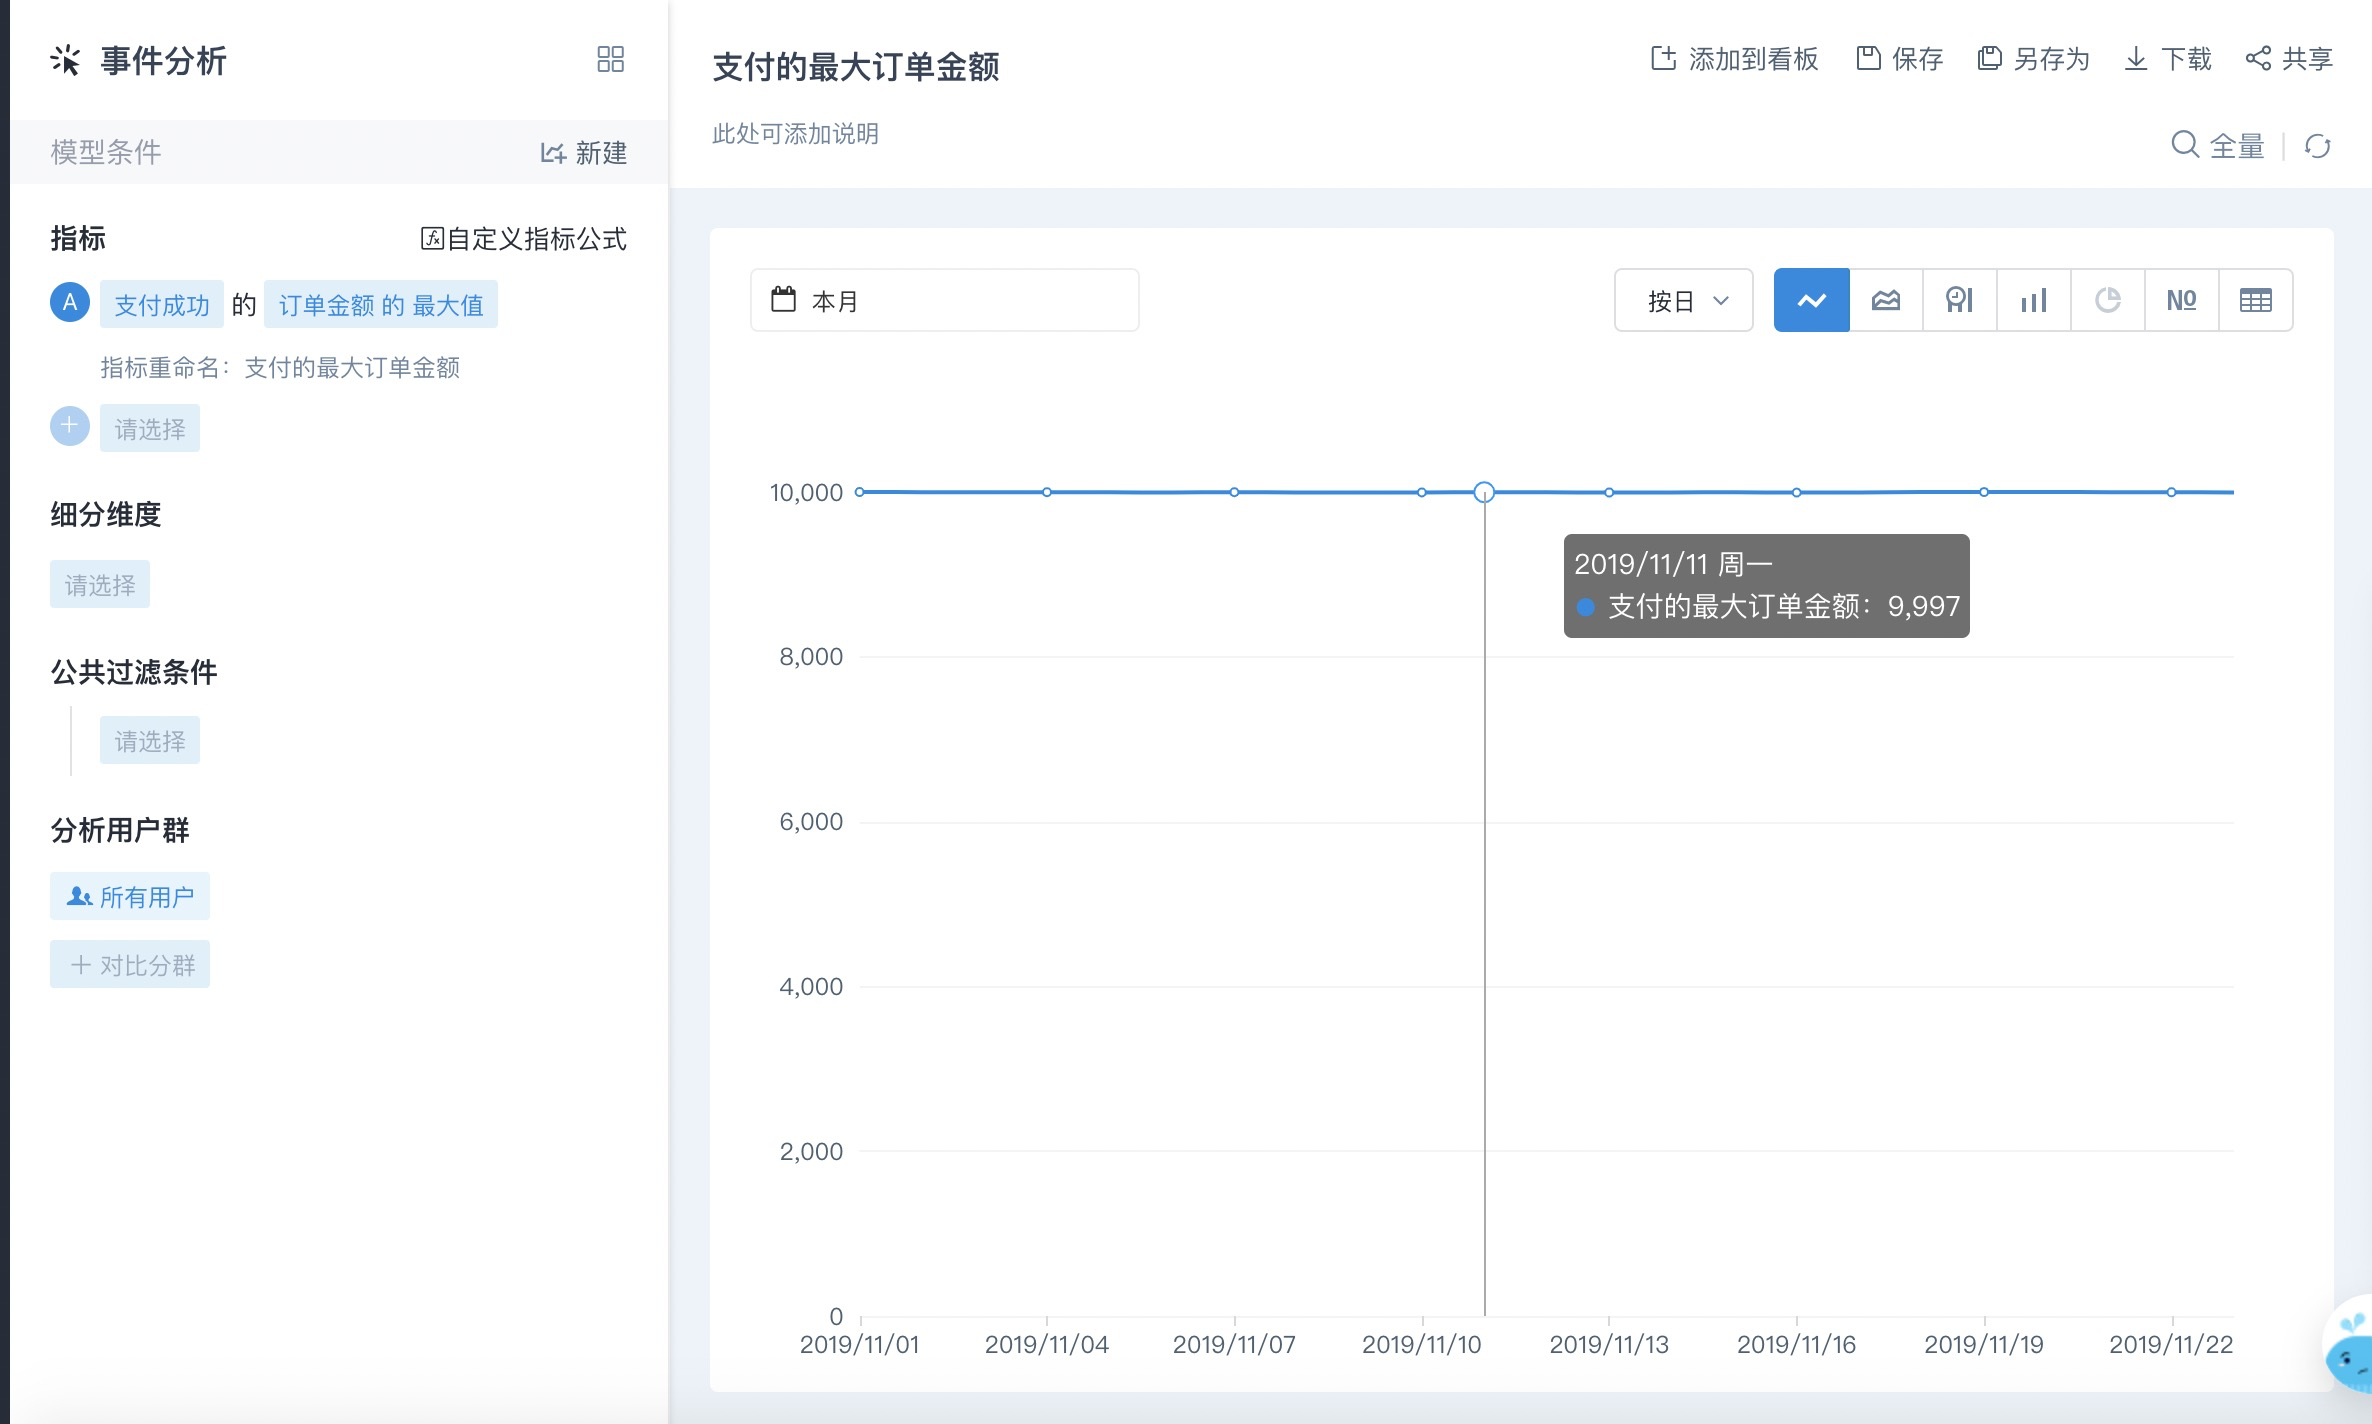 事件分析
模型条件
新建
指标
自定义指标公式
A 支付成功 的 订单金额 的 最大值
指标重命名：支付的最大订单金额
请选择
细分维度
请选择
公共过滤条件
请选择
分析用户群
所有用户
对比分群
支付的最大订单金额
添加到看板 保存 另存为 下载 共享
此处可添加说明
全量
本月
按日
Nº
10,000
2019/11/11 周一
支付的最大订单金额：9,997
8,000
6,000
4,000
2,000
0
2019/11/01 2019/11/04 2019/11/07 2019/11/10 2019/11/13 2019/11/16 2019/11/19 2019/11/22